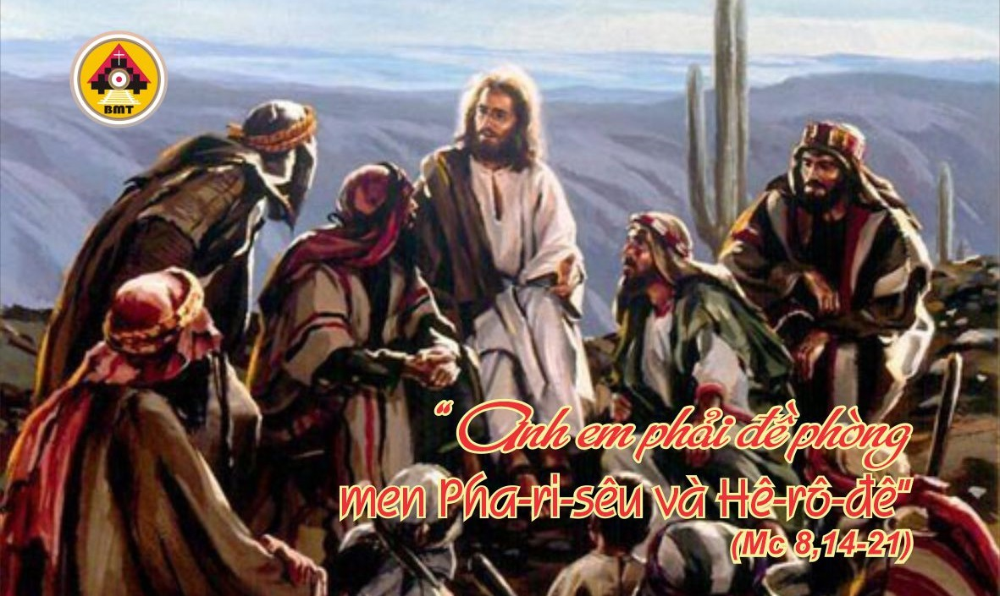 BMT
“Anh em phải đề phòng
men Pha-ri-sêu và Hê-rô-đê"
(Mc 8,14-21)